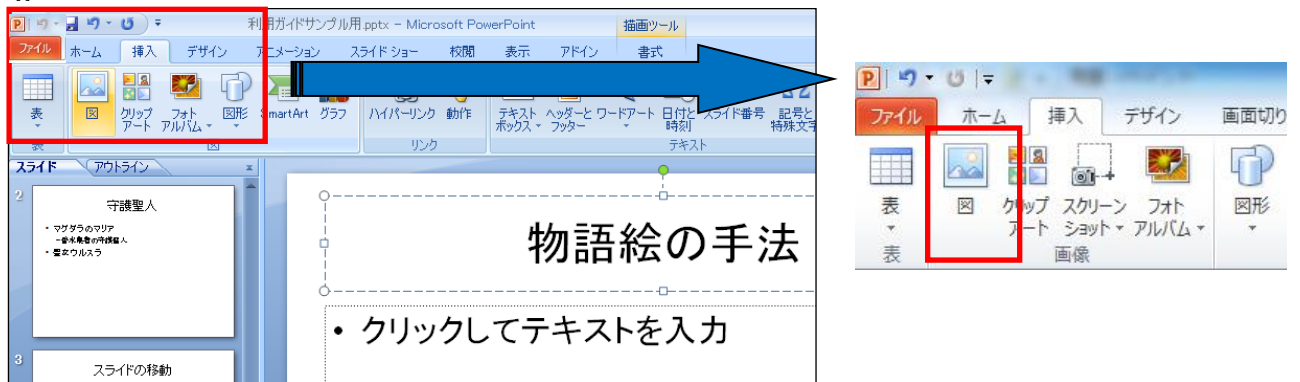 利用ガイドサンプル用.pptx - Microsoft PowerPoint
描画ツール
ファイル ホーム 挿入 デザイン アニメーション スライド ショー 校閲 表示 アドイン 書式
表 図 クリップ アート フォト アルバム 図形 SmartArt グラフ ハイパーリンク 動作 テキスト ボックス ヘッダーと フッター ワードアート 日付と 時刻 スライド番号 記号と 特殊文字
表 図 リンク テキスト
スライド アウトライン
2
守護聖人
• マグダラのマリア
–香水魚者の守護聖人
• 聖女ウルスラ
3
スライドの移動
物語絵の手法
• クリックしてテキストを入力
ファイル ホーム 挿入 デザイン 画面切り
表 図 クリップ アート スクリーン ショット フォト アルバム 図形
表 画像